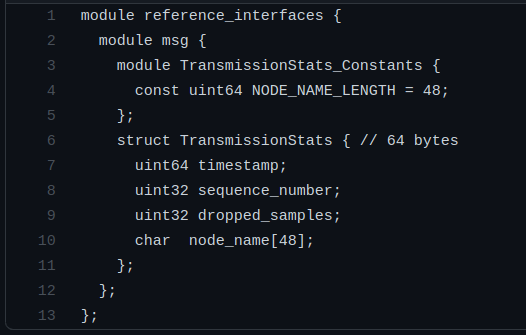 1 module reference_interfaces {
2 module msg {
3 module TransmissionStats_Constants {
4 const uint64 NODE_NAME_LENGTH = 48;
5 };
6 struct TransmissionStats { // 64 bytes
7 uint64 timestamp;
8 uint32 sequence_number;
9 uint32 dropped_samples;
10 char  node_name[48];
11 };
12 };
13 };